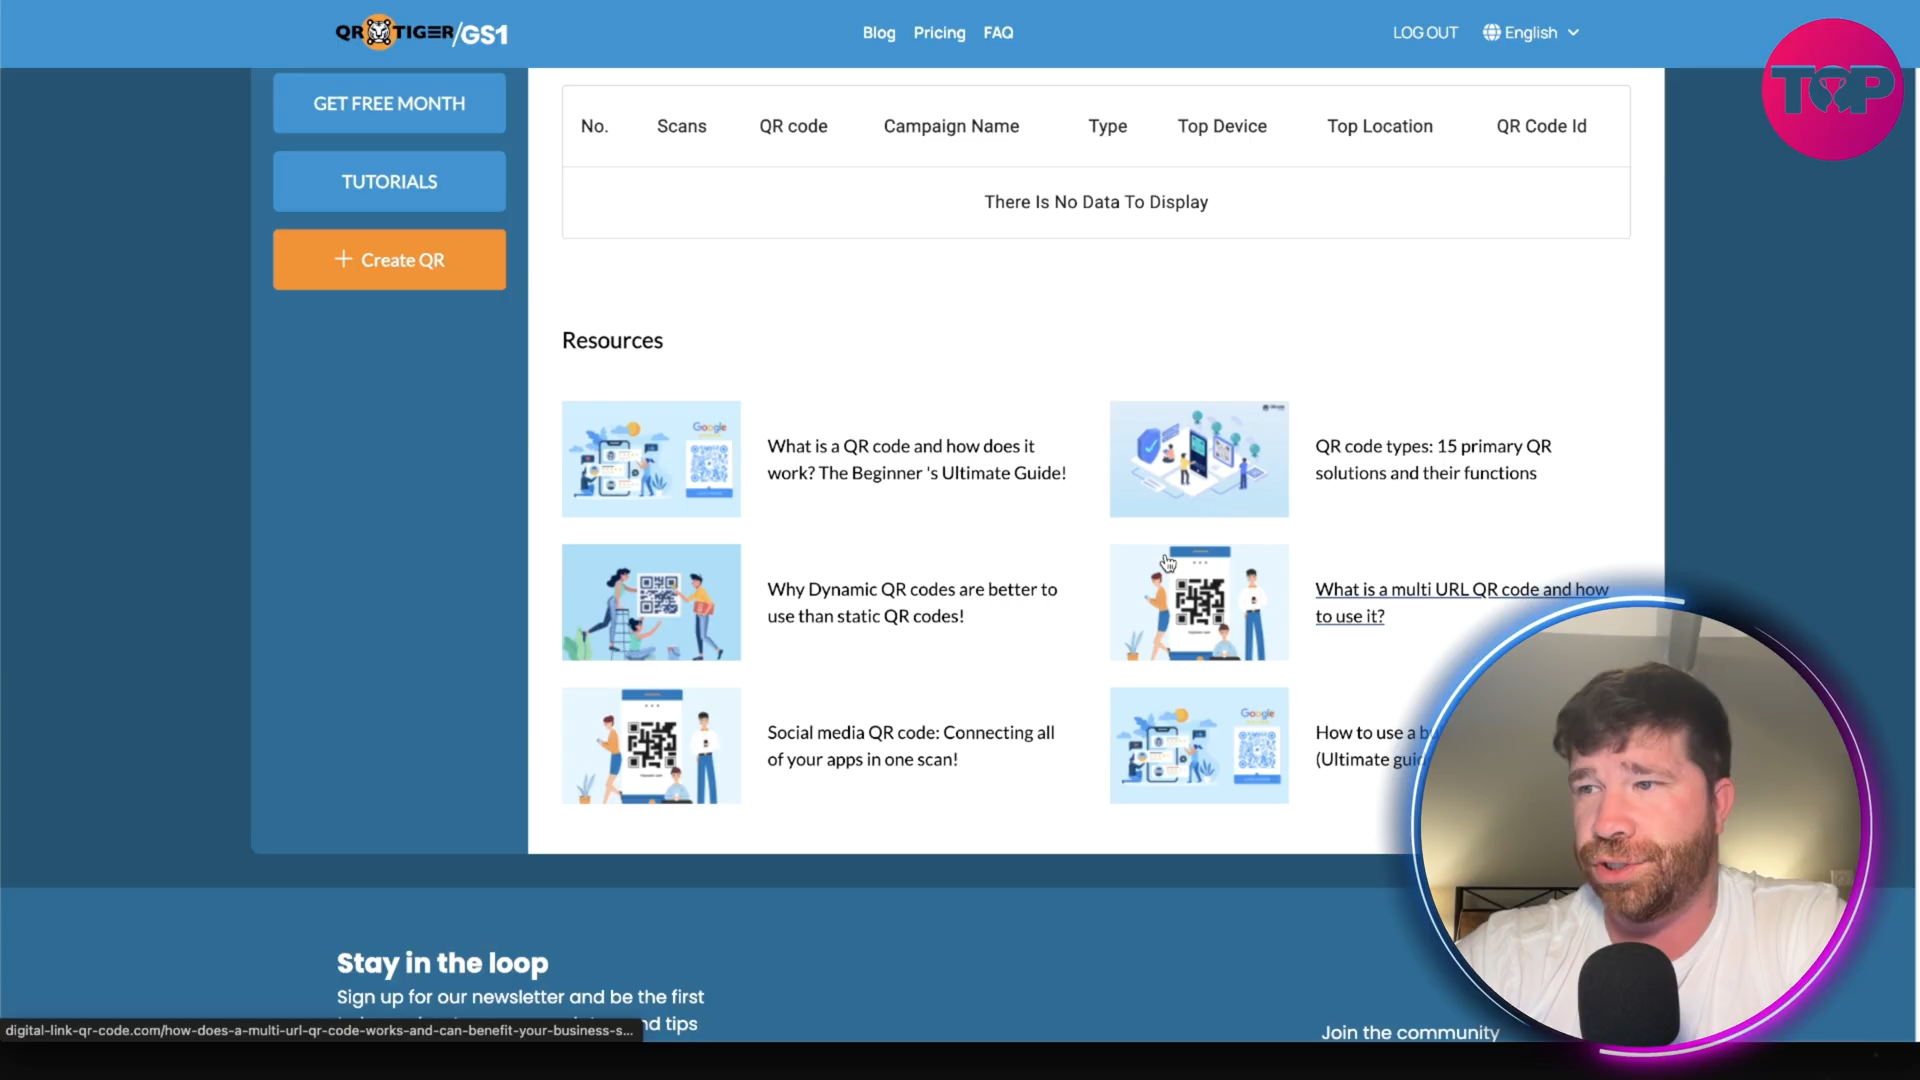 QR TIGER/GS1
Blog Pricing FAQ
LOG OUT English
TOP
GET FREE MONTH
TUTORIALS
+ Create QR
No. Scans QR code Campaign Name Type Top Device Top Location QR Code Id
There Is No Data To Display
Resources
Google
What is a QR code and how does it
work? The Beginner 's Ultimate Guide!
QR code types: 15 primary QR
solutions and their functions
Why Dynamic QR codes are better to
use than static QR codes!
What is a multi URL QR code and how
to use it?
Social media QR code: Connecting all
of your apps in one scan!
Google
How to use a
(Ultimate
Stay in the loop
Sign up for our newsletter and be the first
nd tips
digital-link-qr-code.com/how-does-a-multi-url-qr-code-works-and-can-benefit-your-business-s...
Join the community